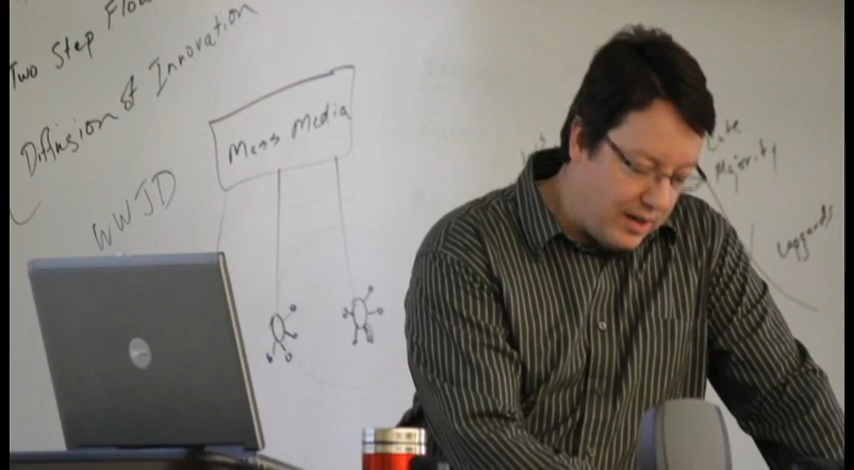 Two Step Flow
Diffusion of Innovation
Mass Media
WWJD
Late
Majority
Laggards